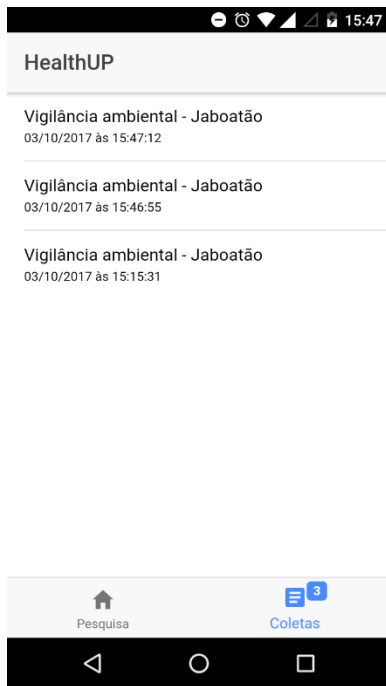 15:47
HealthUP
Vigilância ambiental - Jaboatão
03/10/2017 às 15:47:12
Vigilância ambiental - Jaboatão
03/10/2017 às 15:46:55
Vigilância ambiental - Jaboatão
03/10/2017 às 15:15:31
3
Pesquisa
Coletas